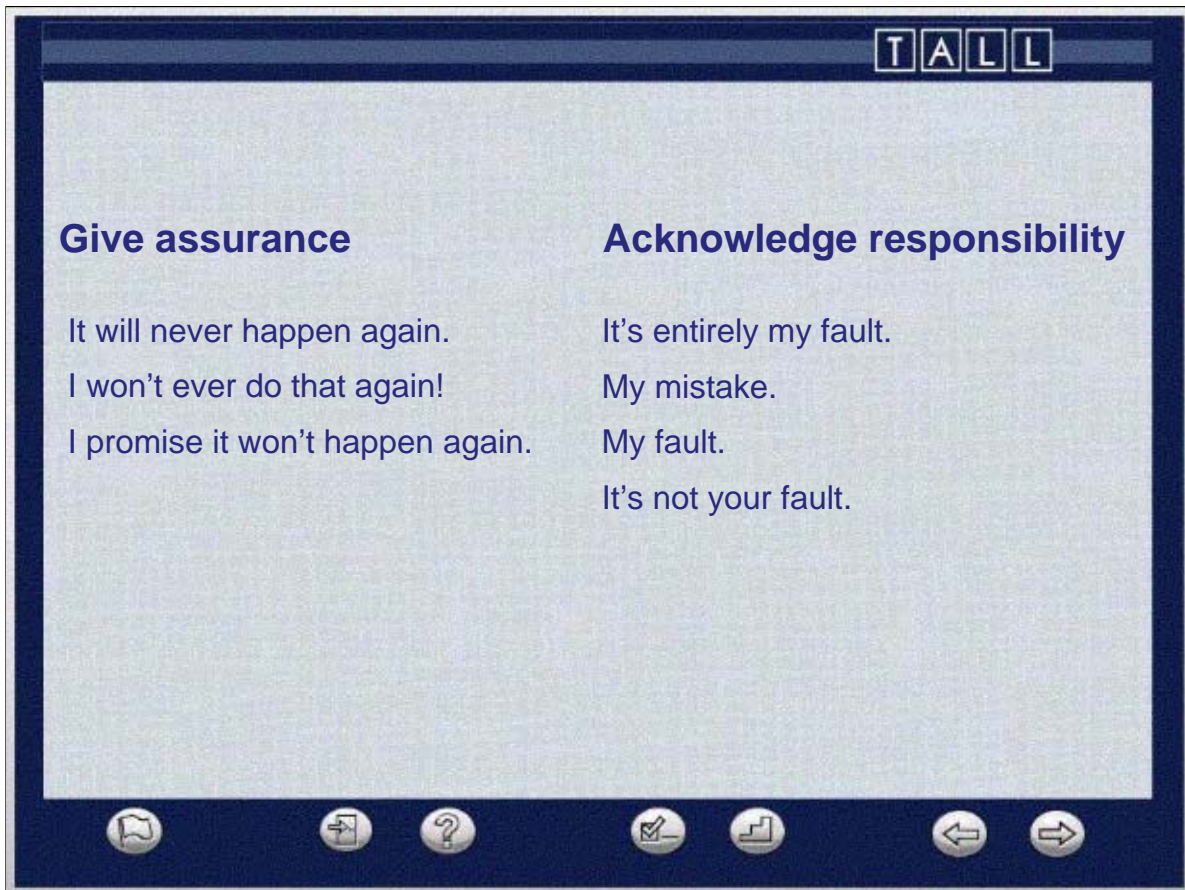 TALL
Give assurance
It will never happen again.
I won’t ever do that again!
I promise it won’t happen again.
Acknowledge responsibility
It’s entirely my fault.
My mistake.
My fault.
It’s not your fault.